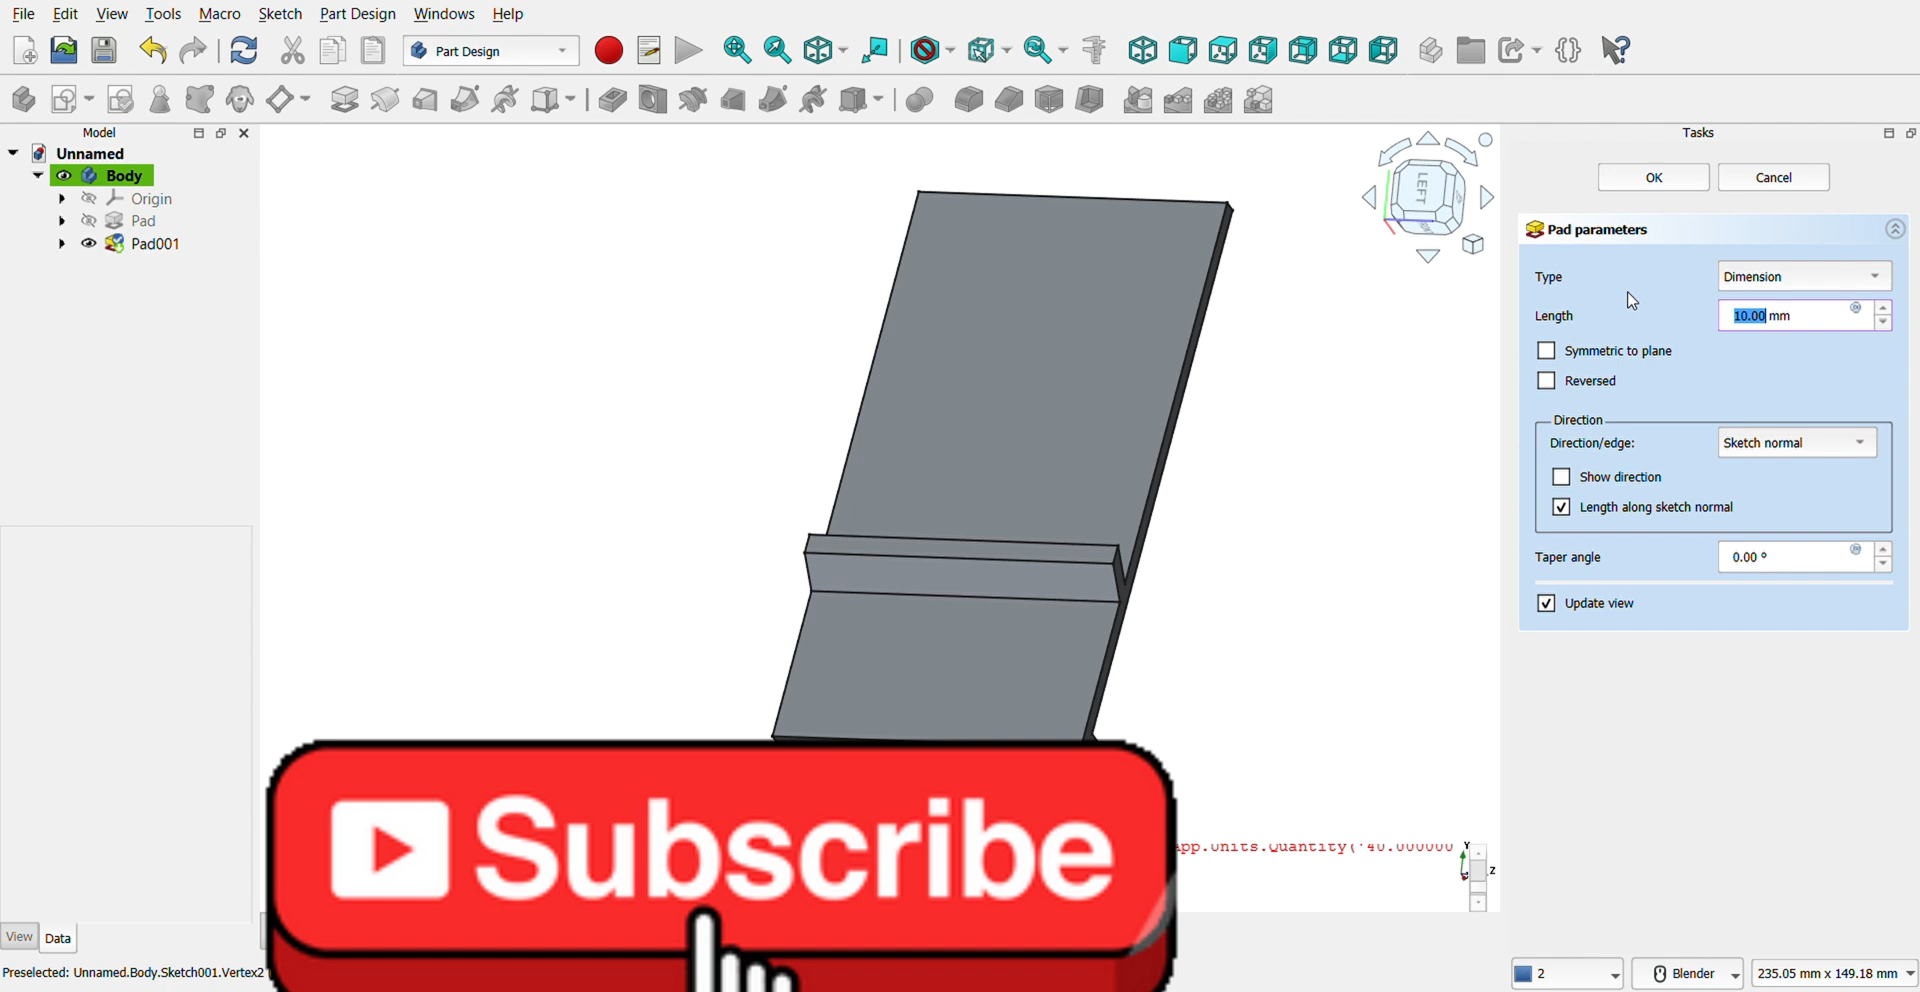 File Edit View Tools Macro Sketch Part Design Windows Help
Part Design
Model
Tasks
Unnamed
Body
Origin
Pad
Pad001
LEFT
OK Cancel
Pad parameters
Type Dimension
Length 10.00 mm
Symmetric to plane
Reversed
Direction
Direction/edge: Sketch normal
Show direction
Length along sketch normal
Taper angle 0.00 °
Update view
Subscribe
App.Units.Quantity('40.000000
Y
Z
View Data
Preselected: Unnamed.Body.Sketch001.Vertex2
2 Blender 235.05 mm x 149.18 mm